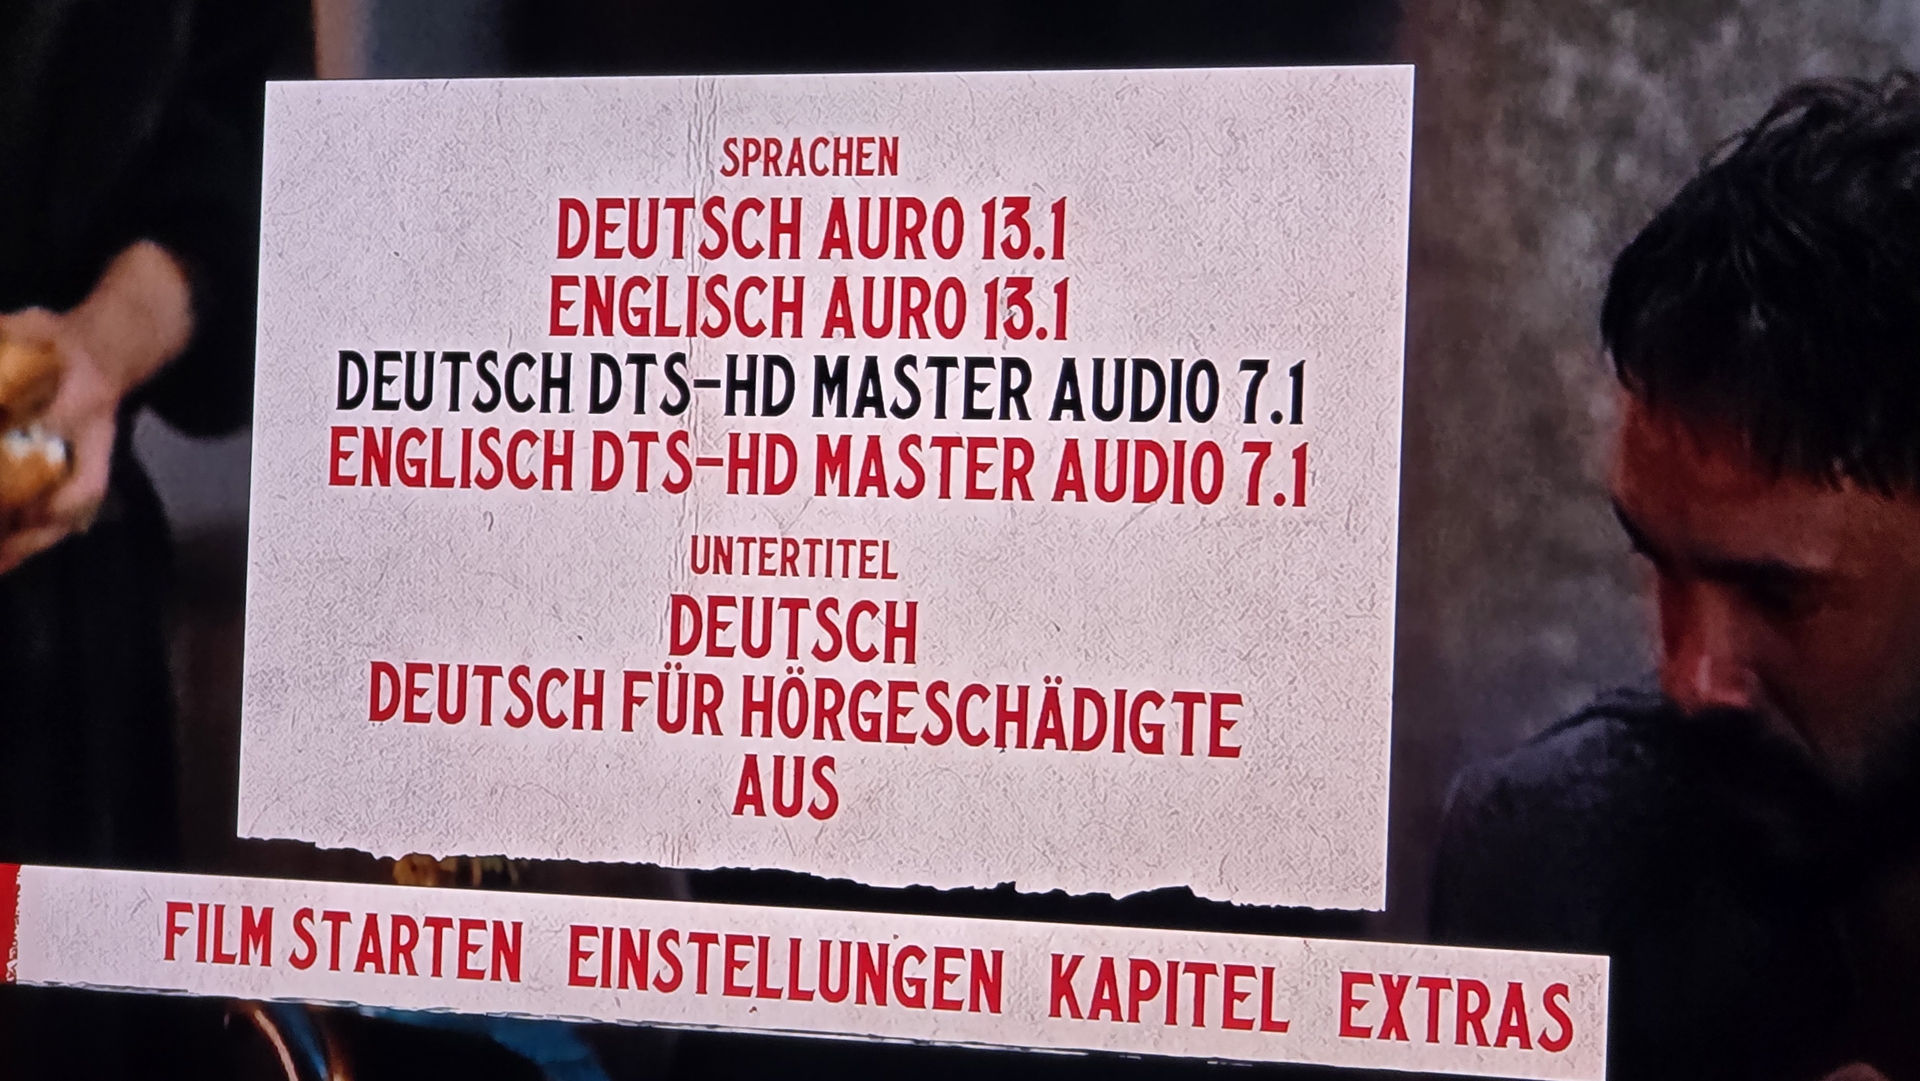 SPRACHEN
DEUTSCH AURO 13.1
ENGLISCH AURO 13.1
DEUTSCH DTS-HD MASTER AUDIO 7.1
ENGLISCH DTS-HD MASTER AUDIO 7.1
UNTERTITEL
DEUTSCH
DEUTSCH FÜR HÖRGESCHÄDIGTE
AUS
FILM STARTEN EINSTELLUNGEN KAPITEL EXTRAS